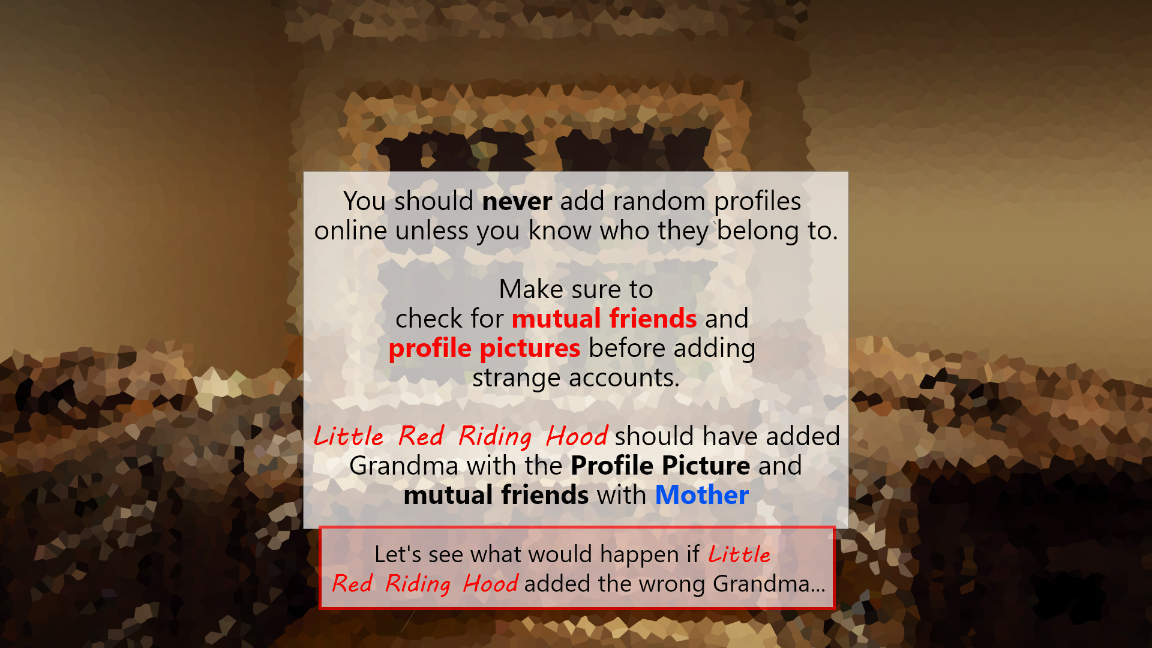 You should never add random profiles
online unless you know who they belong to.
Make sure to
check for mutual friends and
profile pictures before adding
strange accounts.
Little Red Riding Hood should have added
Grandma with the Profile Picture and
mutual friends with Mother
Let's see what would happen if Little
Red Riding Hood added the wrong Grandma...